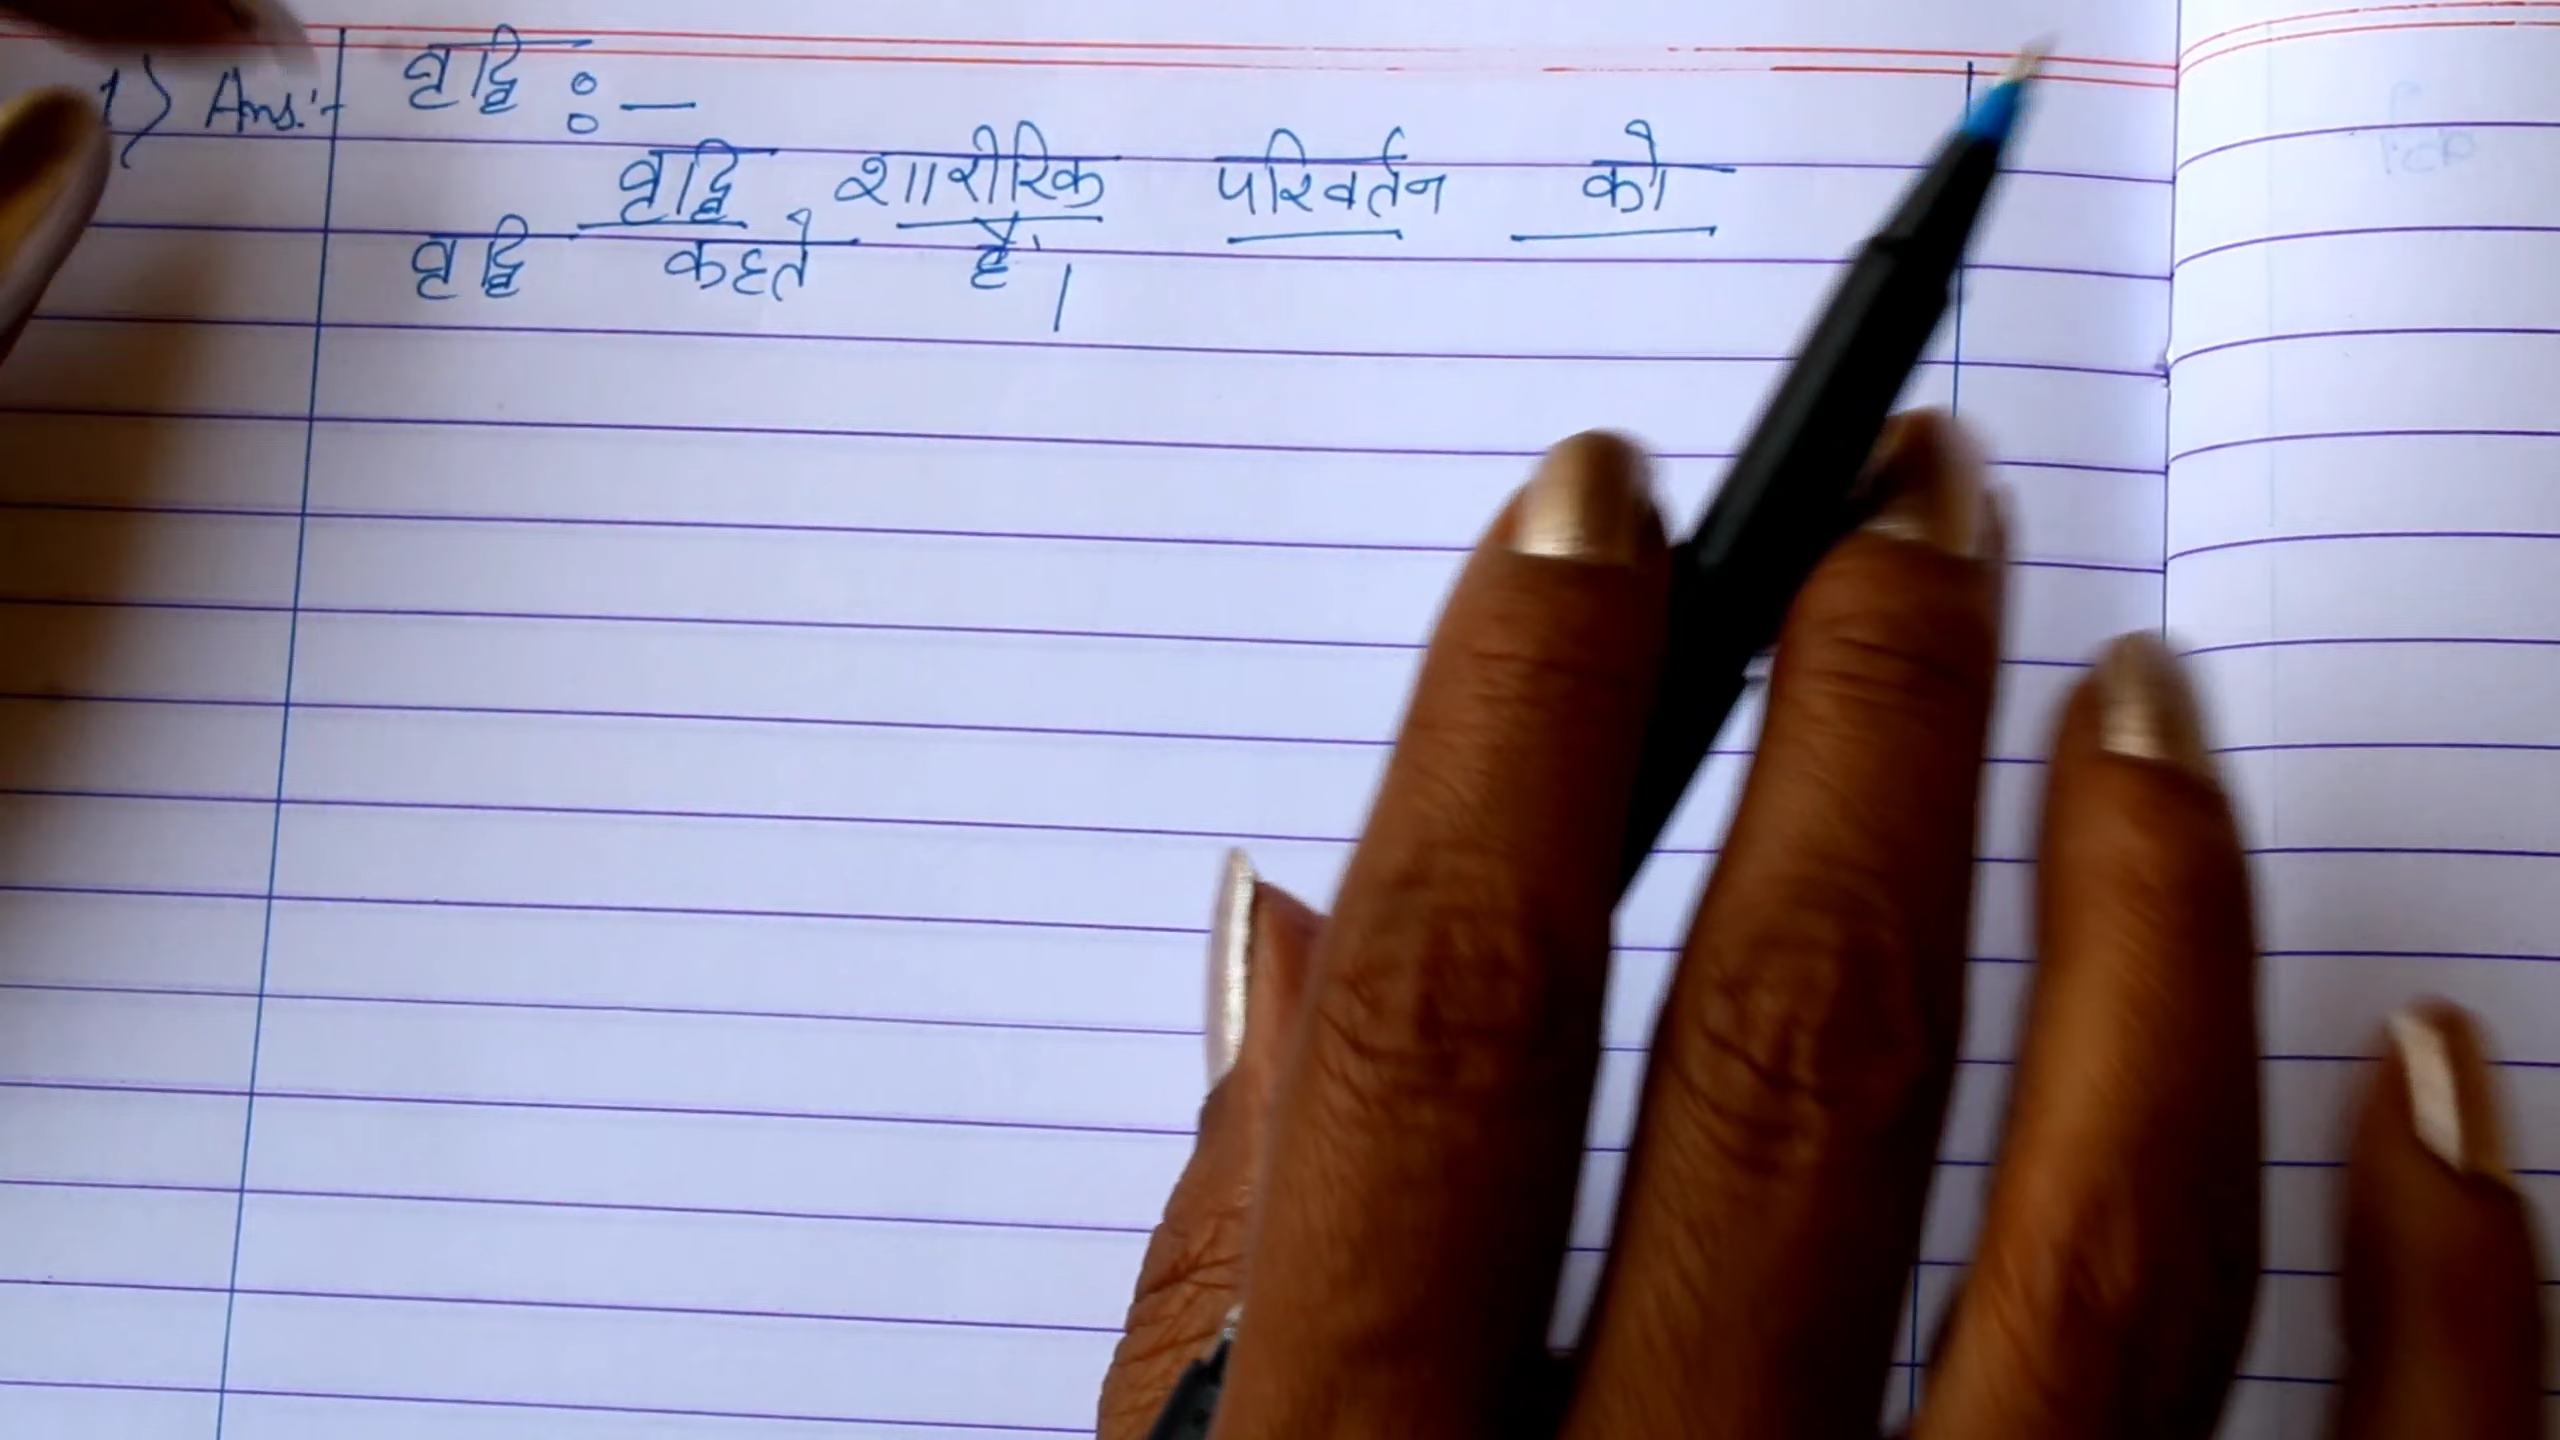 1) Ans:- वृद्धि :—
वृद्धि शारीरिक परिवर्तन को
वृद्धि कहते हैं।